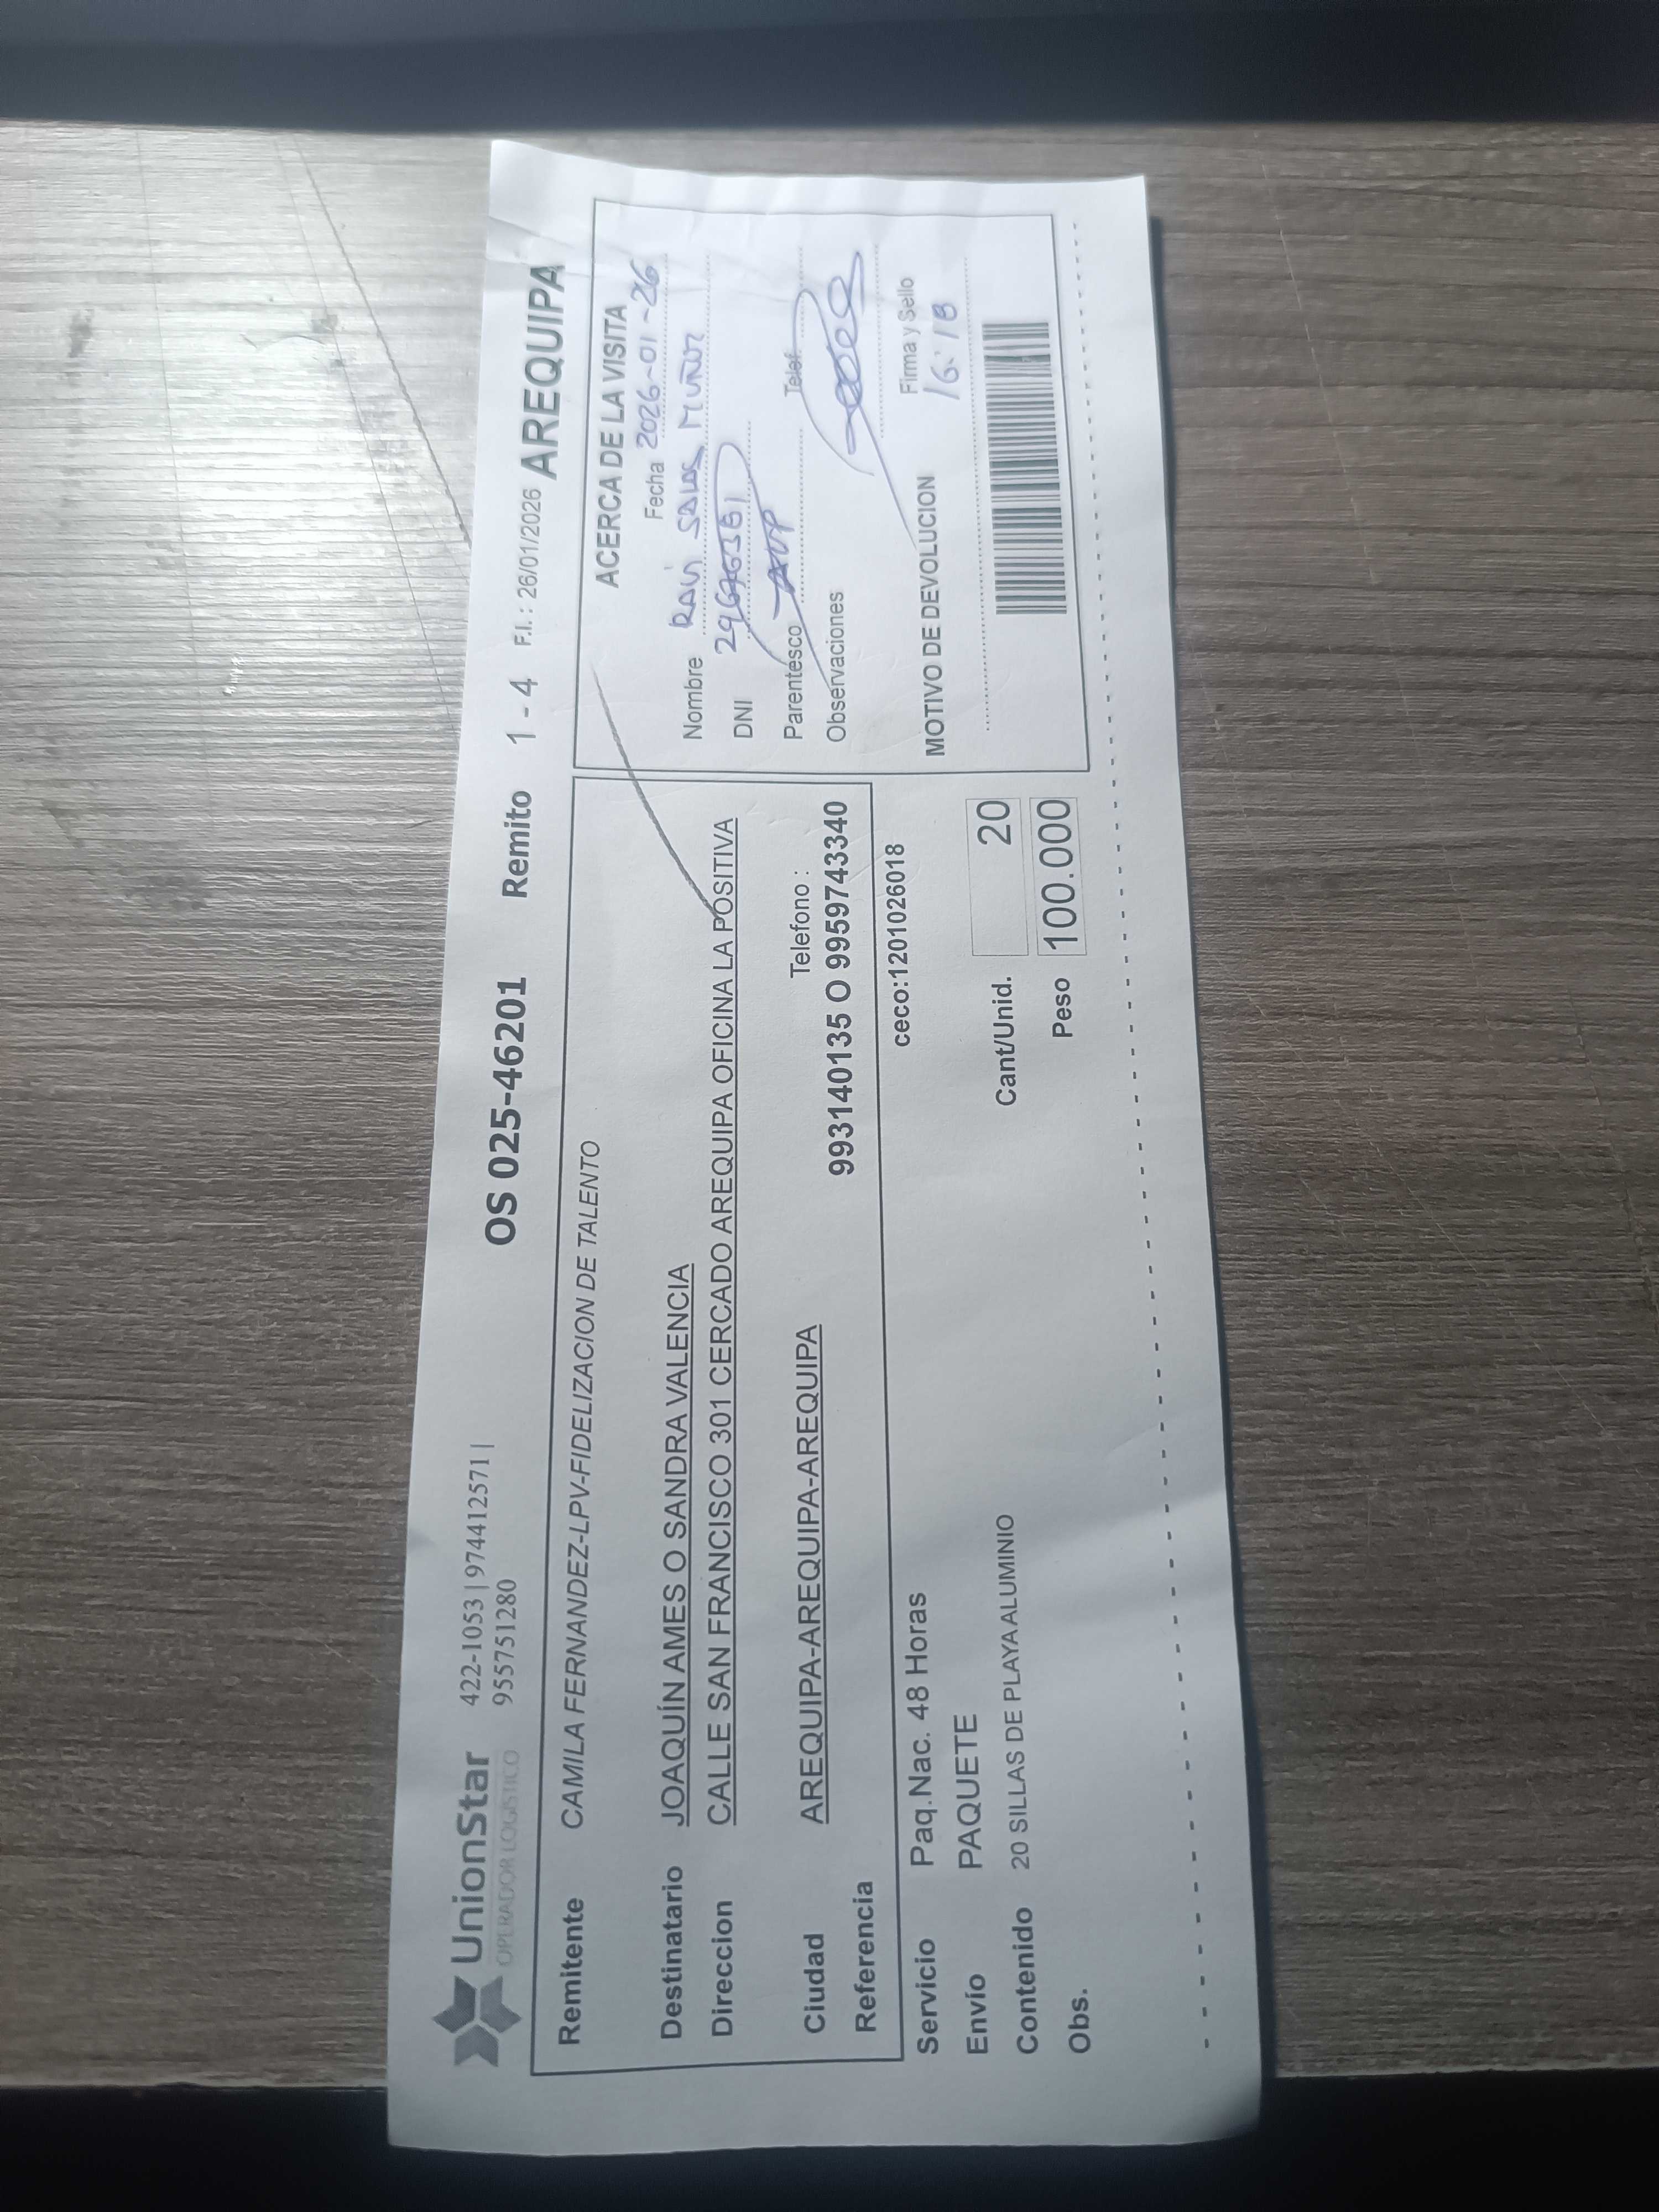 UnionStar
OPERADOR LOGISTICO
422-1053 | 974412571 |
955751280
OS 025-46201 Remito 1 - 4 F.I. : 26/01/2026 AREQUIPA
Remitente CAMILA FERNANDEZ-LPV-FIDELIZACION DE TALENTO
Destinatario JOAQUÍN AMES O SANDRA VALENCIA
Direccion CALLE SAN FRANCISCO 301 CERCADO AREQUIPA OFICINA LA POSITIVA
Ciudad AREQUIPA-AREQUIPA-AREQUIPA
Telefono :
Referencia 993140135 O 9959743340
ceco:1201026018
Servicio Paq.Nac. 48 Horas
Envío PAQUETE
Contenido 20 SILLAS DE PLAYA ALUMINIO
Obs.
Cant/Unid. 20
Peso 100.000
ACERCA DE LA VISITA
Fecha 2026-01-26
Nombre SALAS MUÑOZ
DNI
Parentesco Telef.
Observaciones
Firma y Sello
MOTIVO DE DEVOLUCION 16:18